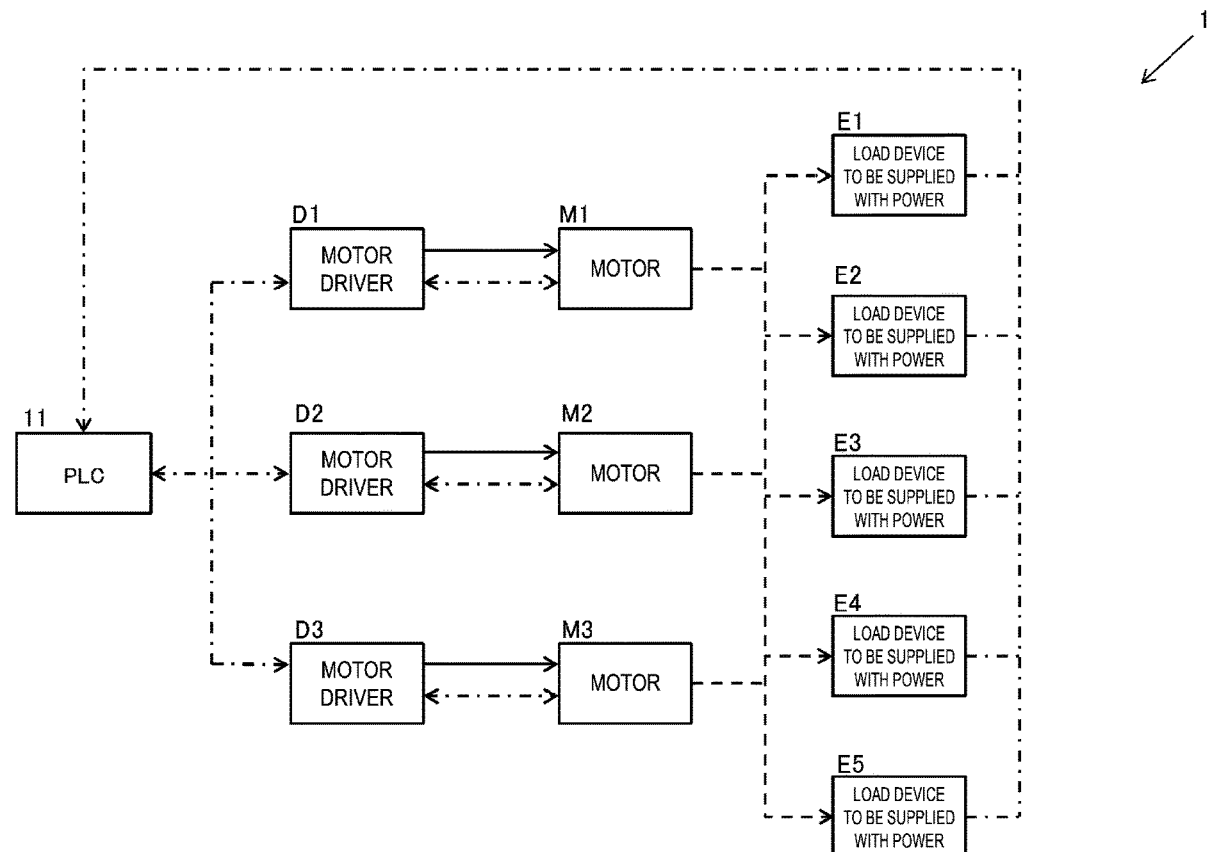 1
E1
LOAD DEVICE
TO BE SUPPLIED
WITH POWER
D1
MOTOR
DRIVER
M1
MOTOR
E2
LOAD DEVICE
TO BE SUPPLIED
WITH POWER
11
PLC
D2
MOTOR
DRIVER
M2
MOTOR
E3
LOAD DEVICE
TO BE SUPPLIED
WITH POWER
D3
MOTOR
DRIVER
M3
MOTOR
E4
LOAD DEVICE
TO BE SUPPLIED
WITH POWER
E5
LOAD DEVICE
TO BE SUPPLIED
WITH POWER